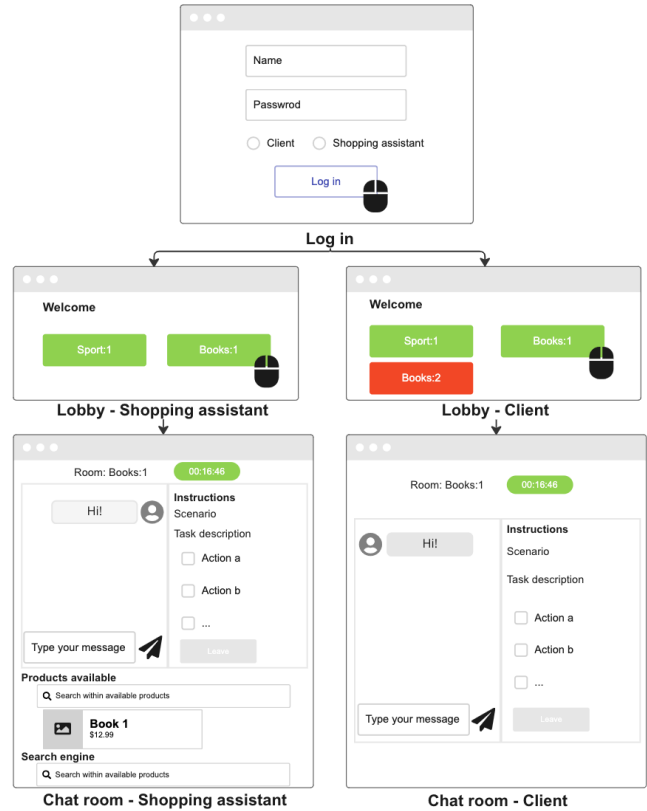 Name
Passwrod
Client
Shopping assistant
Log in
Log in
Welcome
Sport:1
Books:1
Lobby - Shopping assistant
Welcome
Sport:1
Books:1
Books:2
Lobby - Client
Room: Books:1
00:16:46
Hi!
Instructions
Scenario
Task description
Action a
Action b
...
Type your message
Leave
Products available
Search within available products
Book 1
$12.99
Search engine
Search within available products
Chat room - Shopping assistant
Room: Books:1
00:16:46
Hi!
Instructions
Scenario
Task description
Action a
Action b
...
Type your message
Leave
Chat room - Client